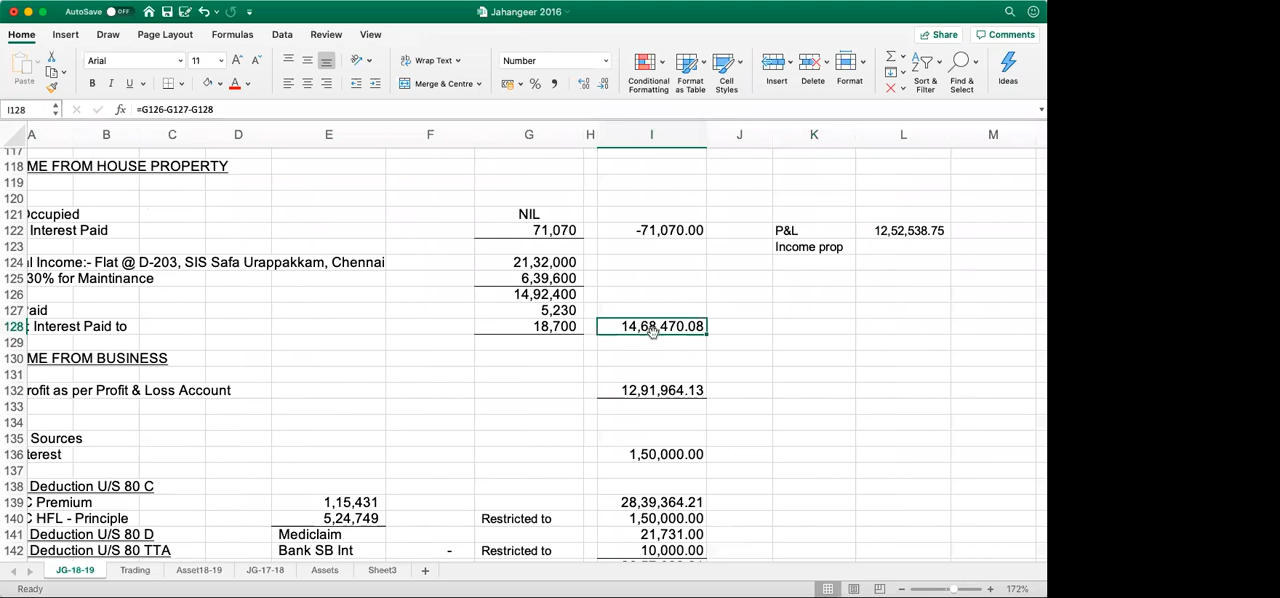 AutoSave OFF Jahangeer 2016
Home Insert Draw Page Layout Formulas Data Review View Share Comments
Paste Arial 11 Wrap Text Number Conditional Formatting Format as Table Cell Styles Insert Delete Format Sort & Filter Find & Select Ideas
B I U A Merge & Centre
I128 fx =G126-G127-G128
A B C D E F G H I J K L M
117
118 ME FROM HOUSE PROPERTY
119
120
121 Occupied NIL
122 Interest Paid 71,070 -71,070.00 P&L 12,52,538.75
123 Income prop
124 l Income:- Flat @ D-203, SIS Safa Urappakkam, Chennai 21,32,000
125 30% for Maintinance 6,39,600
126 14,92,400
127 aid 5,230
128 : Interest Paid to 18,700 14,68,470.08
129
130 ME FROM BUSINESS
131
132 rofit as per Profit & Loss Account 12,91,964.13
133
134
135 Sources
136 terest 1,50,000.00
137
138 Deduction U/S 80 C
139 C Premium 1,15,431 28,39,364.21
140 C HFL - Principle 5,24,749 Restricted to 1,50,000.00
141 Deduction U/S 80 D Mediclaim 21,731.00
142 Deduction U/S 80 TTA Bank SB Int - Restricted to 10,000.00
JG-18-19 Trading Asset18-19 JG-17-18 Assets Sheet3 +
Ready 172%